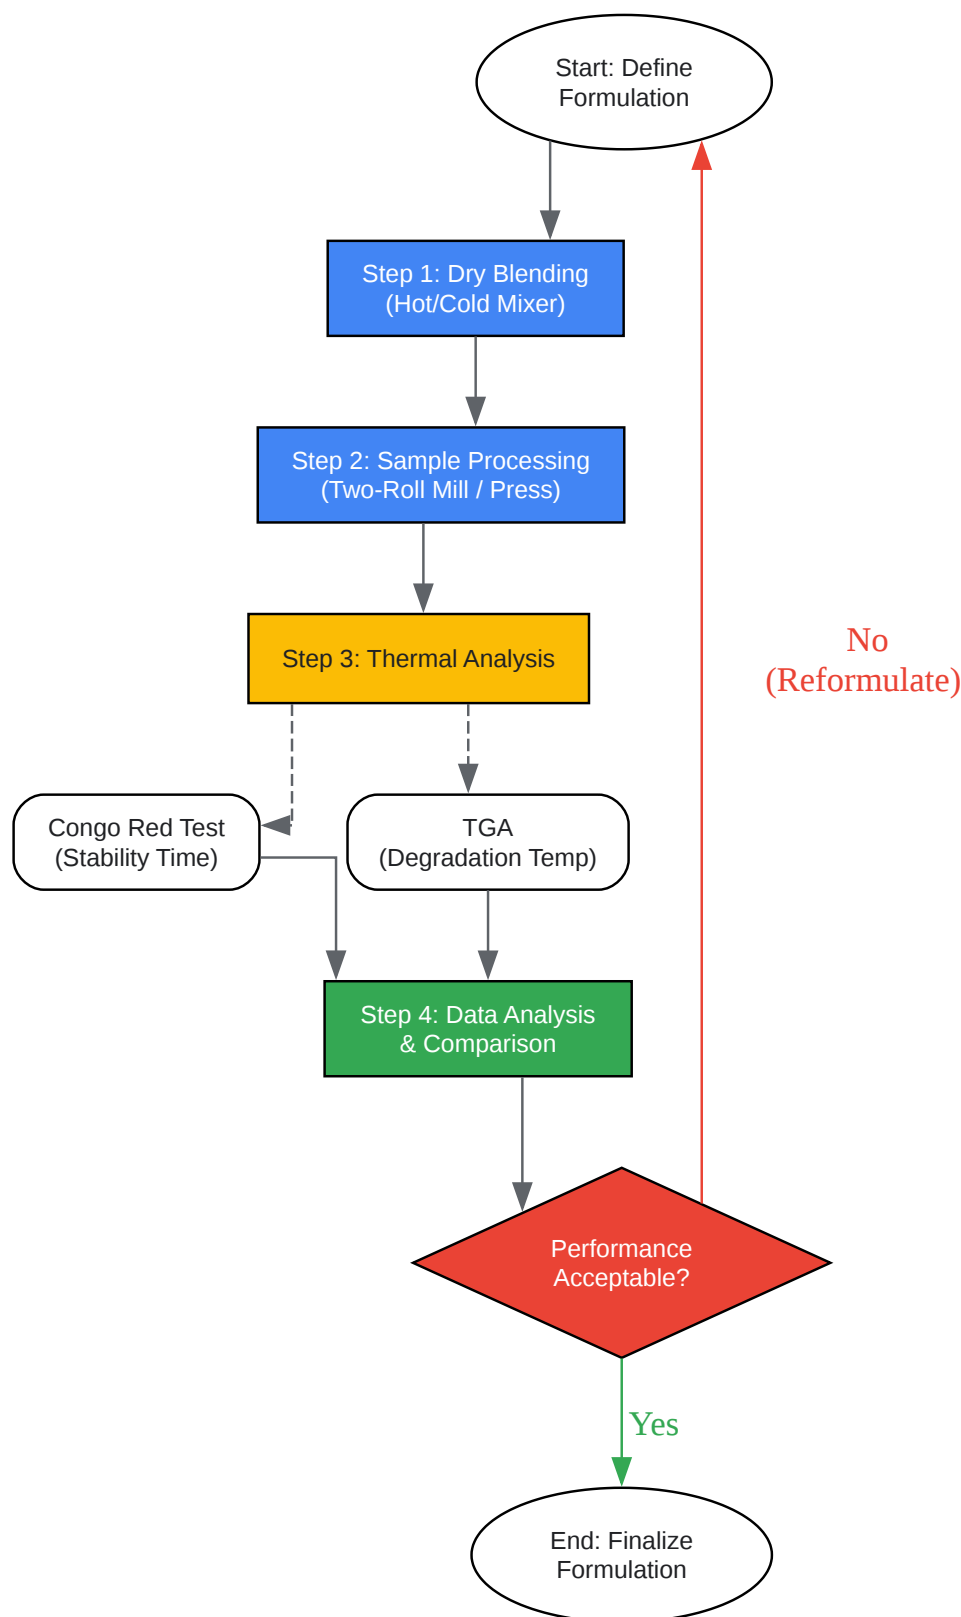 Start: Define
Formulation
Step 1: Dry Blending
(Hot/Cold Mixer)
Step 2: Sample Processing
(Two-Roll Mill / Press)
Step 3: Thermal Analysis
No
(Reformulate)
Congo Red Test
(Stability Time)
TGA
(Degradation Temp)
Step 4: Data Analysis
& Comparison
Performance
Acceptable?
Yes
End: Finalize
Formulation